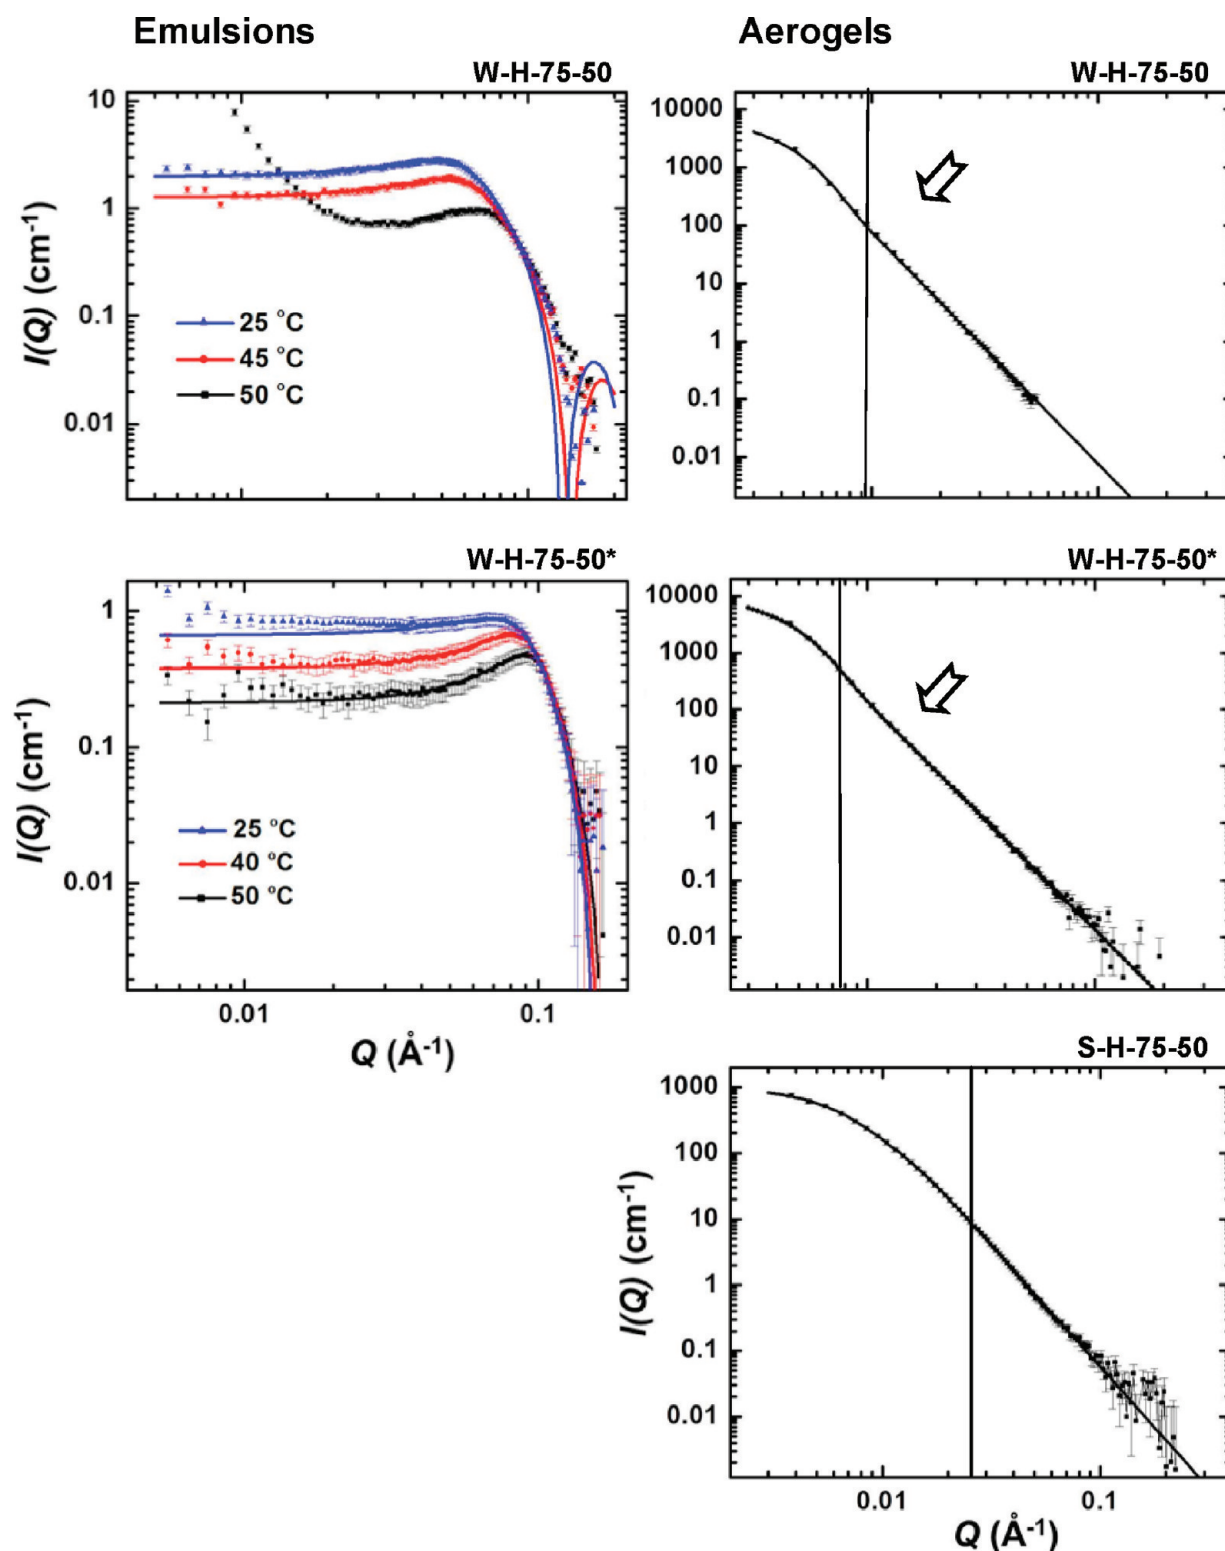 Emulsions
Aerogels
W-H-75-50
10
1
0.1
0.01
I(Q) (cm-1)
25 °C
45 °C
50 °C
W-H-75-50
10000
1000
100
10
1
0.1
0.01
W-H-75-50*
1
0.1
0.01
I(Q) (cm-1)
25 °C
40 °C
50 °C
0.01
0.1
Q (Å-1)
W-H-75-50*
10000
1000
100
10
1
0.1
0.01
S-H-75-50
1000
100
10
1
0.1
0.01
I(Q) (cm-1)
0.01
0.1
Q (Å-1)